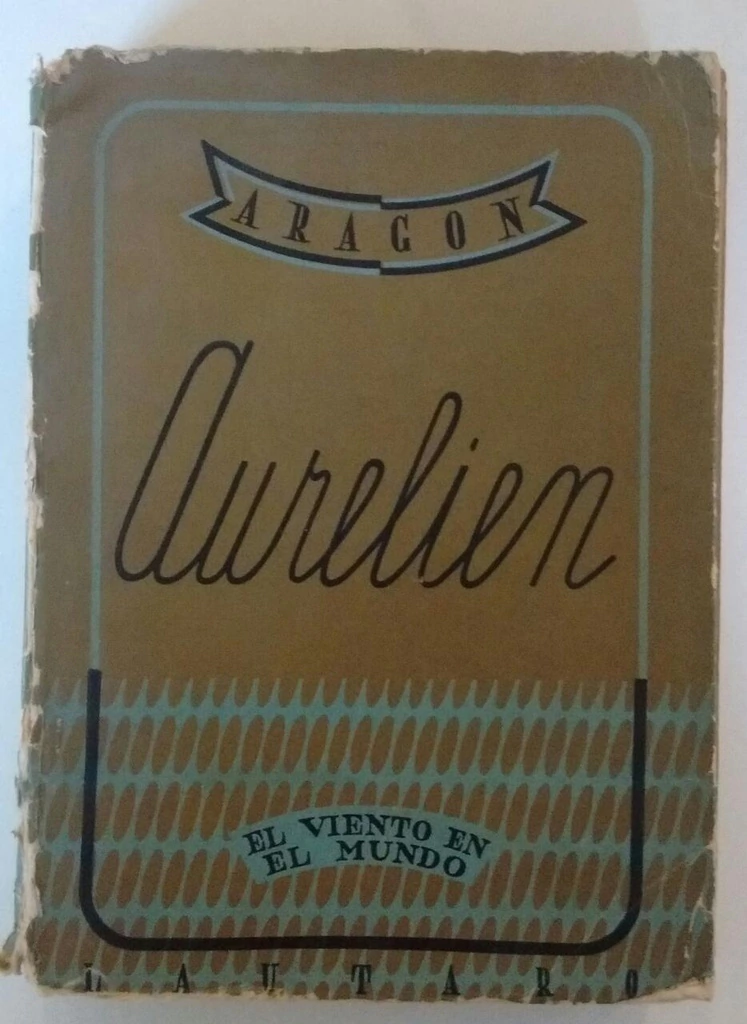 ARAGON
Aurelien
EL VIENTO EN
EL MUNDO
LAUTARO